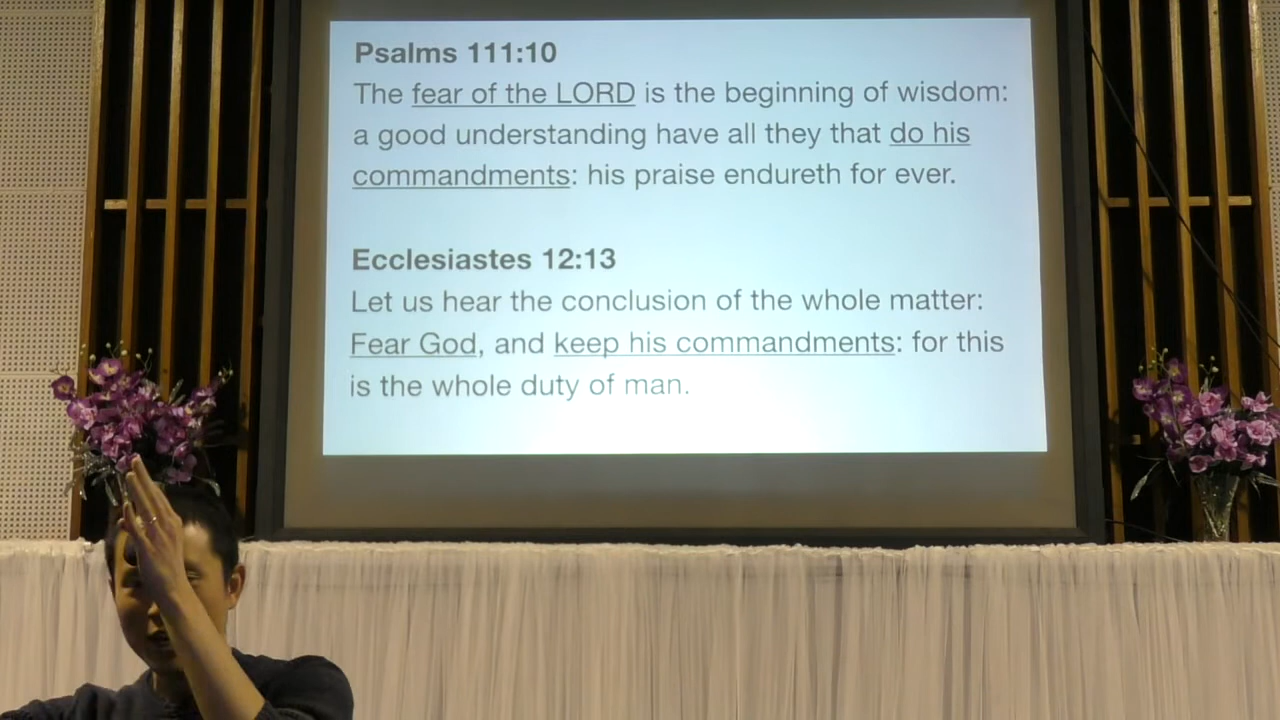 Psalms 111:10
The fear of the LORD is the beginning of wisdom:
a good understanding have all they that do his
commandments: his praise endureth for ever.
Ecclesiastes 12:13
Let us hear the conclusion of the whole matter:
Fear God, and keep his commandments: for this
is the whole duty of man.